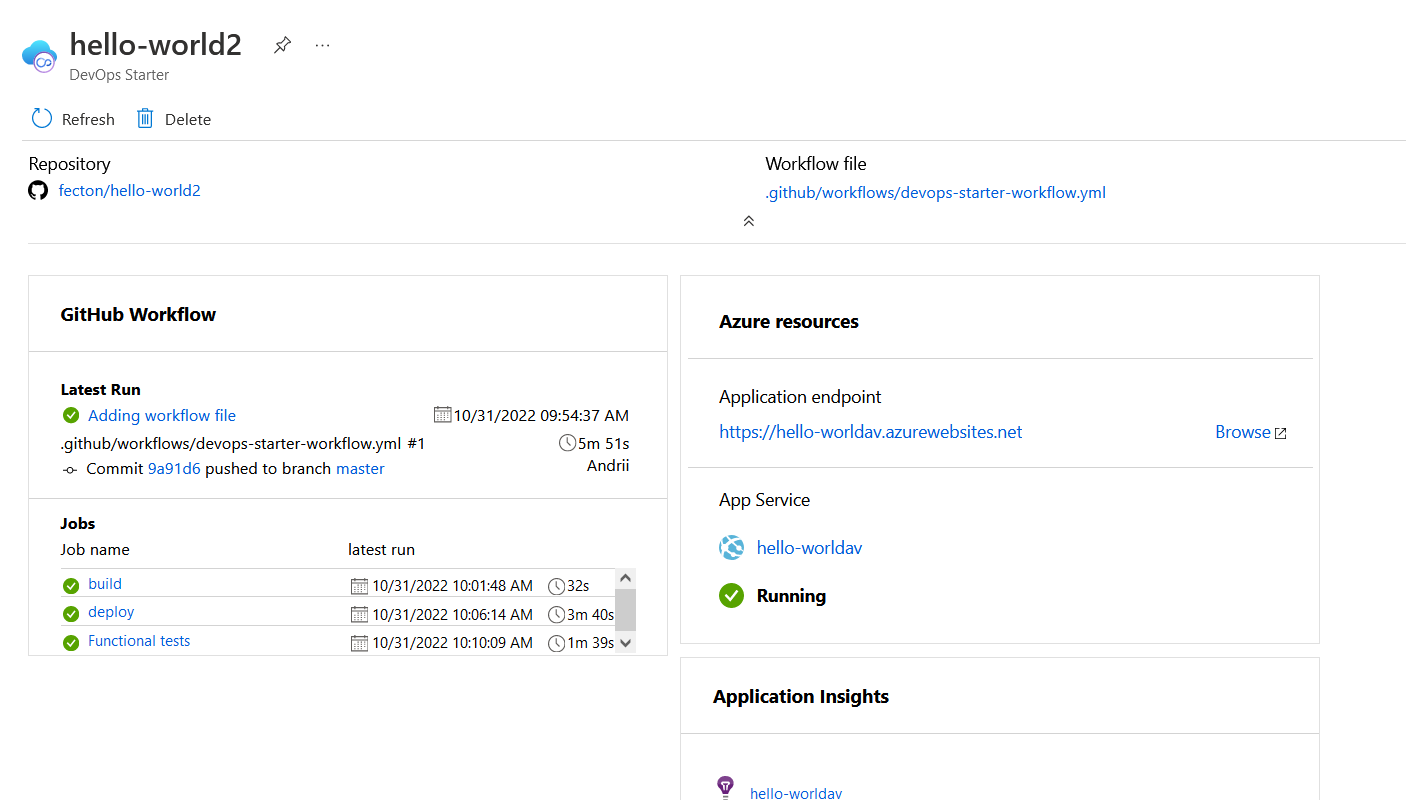 hello-world2
...
DevOps Starter
Refresh Delete
Repository
fecton/hello-world2
Workflow file
.github/workflows/devops-starter-workflow.yml
GitHub Workflow
Latest Run
Adding workflow file 10/31/2022 09:54:37 AM
.github/workflows/devops-starter-workflow.yml #1 5m 51s
Commit 9a91d6 pushed to branch master Andrii
Jobs
Job name latest run
build 10/31/2022 10:01:48 AM 32s
deploy 10/31/2022 10:06:14 AM 3m 40s
Functional tests 10/31/2022 10:10:09 AM 1m 39s
Azure resources
Application endpoint
https://hello-worldav.azurewebsites.net Browse
App Service
hello-worldav
Running
Application Insights
hello-worldav